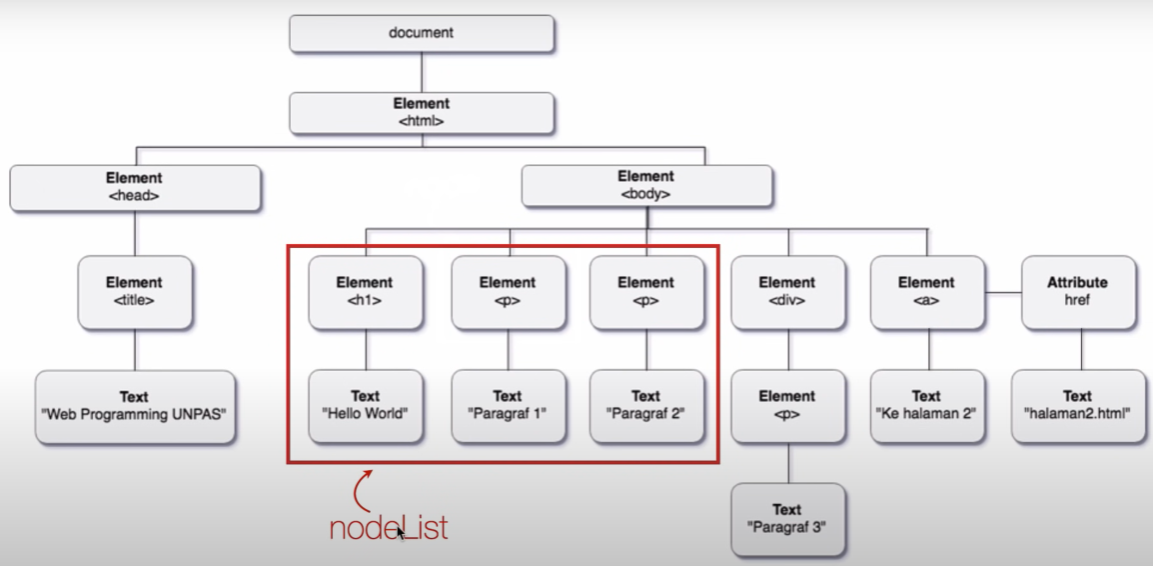 document
Element
<html>
Element
<head>
Element
<body>
Element
<title>
Element
<h1>
Element
<p>
Element
<p>
Element
<div>
Element
<a>
Attribute
href
Text
"Web Programming UNPAS"
Text
"Hello World"
Text
"Paragraf 1"
Text
"Paragraf 2"
Element
<p>
Text
"Ke halaman 2"
Text
"halaman2.html"
Text
"Paragraf 3"
nodeList